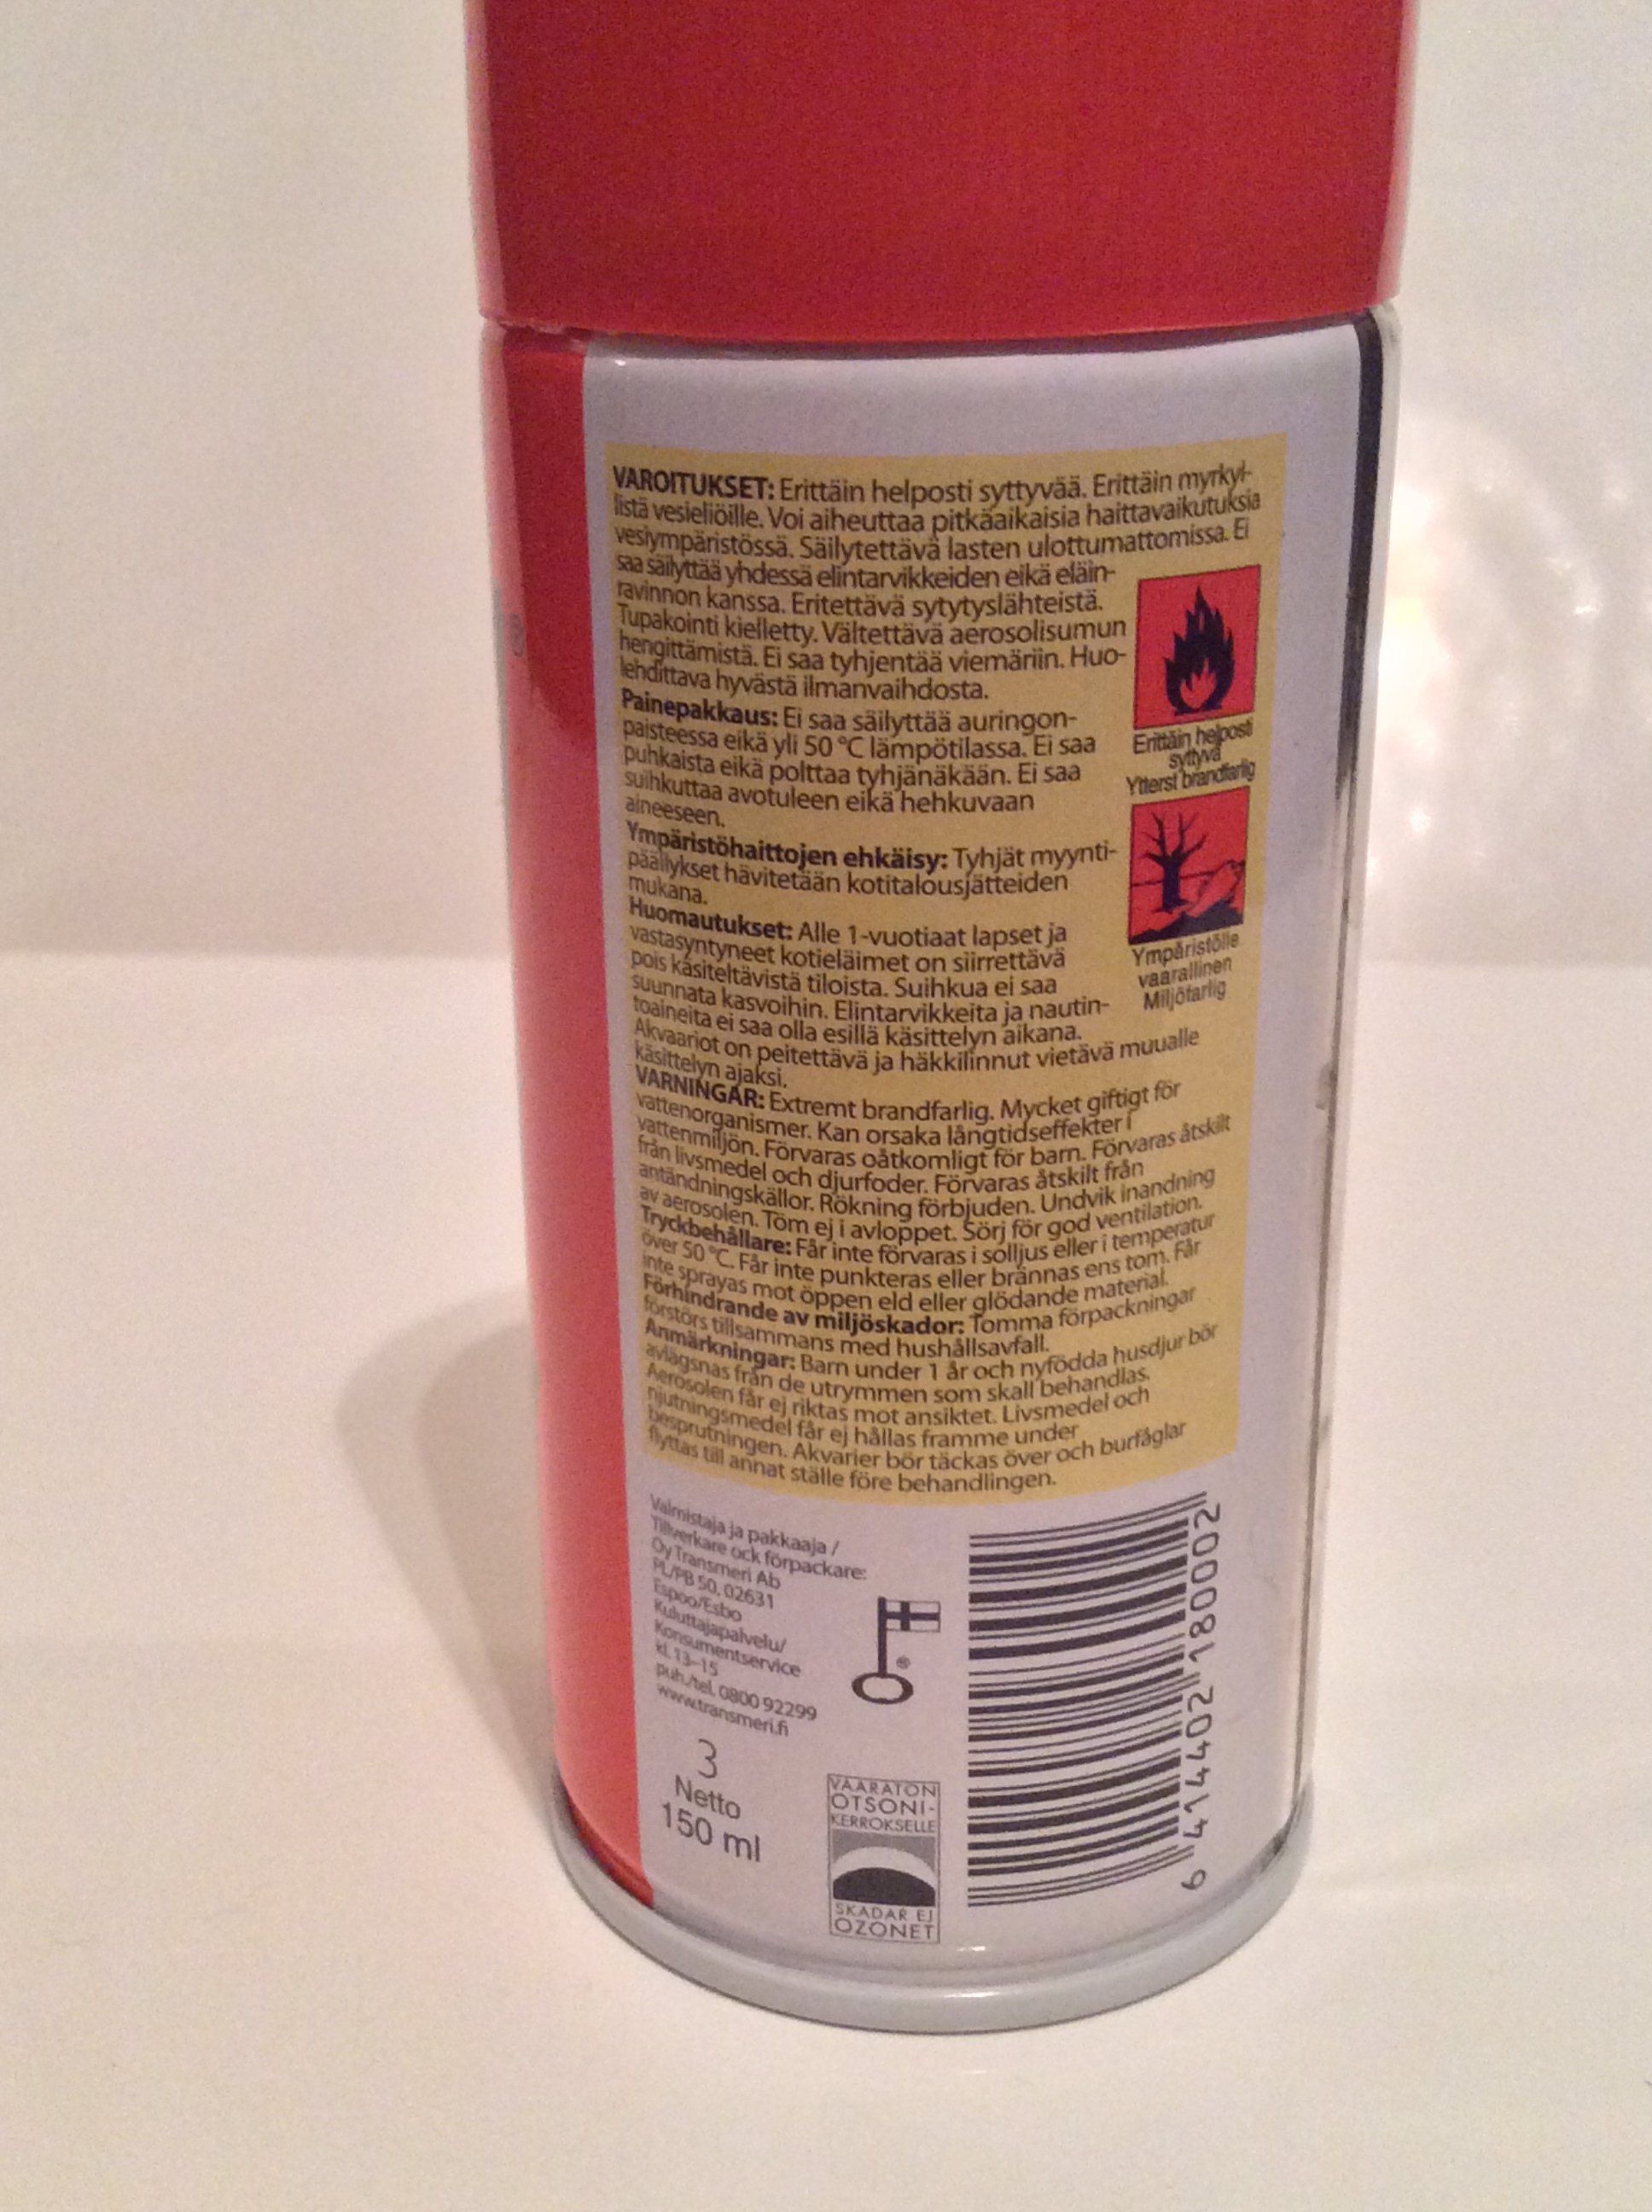 VAROITUKSET: Erittäin helposti syttyvää. Erittäin myrkyl-
listä vesieliöille. Voi aiheuttaa pitkäaikaisia haittavaikutuksia
vesiympäristössä. Säilytettävä lasten ulottumattomissa. Ei
saa säilyttää yhdessä elintarvikkeiden eikä eläin-
ravinnon kanssa. Eritettävä sytytyslähteistä.
Tupakointi kielletty. Vältettävä aerosolisumun
hengittämistä. Ei saa tyhjentää viemäriin. Huo-
lehdittava hyvästä ilmanvaihdosta.
Painepakkaus: Ei saa säilyttää auringon-
paisteessa eikä yli 50 °C lämpötilassa. Ei saa
puhkaista eikä polttaa tyhjänäkään. Ei saa
suihkuttaa avotuleen eikä hehkuvaan
aineeseen.
Ympäristöhaittojen ehkäisy: Tyhjät myynti-
päällykset hävitetään kotitalousjätteiden
mukana.
Huomautukset: Alle 1-vuotiaat lapset ja
vastasyntyneet kotieläimet on siirrettävä
pois käsiteltävistä tiloista. Suihkua ei saa
suunnata kasvoihin. Elintarvikkeita ja nautin-
toaineita ei saa olla esillä käsittelyn aikana.
Akvaariot on peitettävä ja häkkilinnut vietävä muualle
käsittelyn ajaksi.
Erittäin helposti
syttyvä
Ytterst brandfarlig
Ympäristölle
vaarallinen
Miljöfarlig
VARNINGAR: Extremt brandfarlig. Mycket giftigt för
vattenorganismer. Kan orsaka långtidseffekter i
vattenmiljön. Förvaras oåtkomligt för barn. Förvaras åtskilt
från livsmedel och djurfoder. Förvaras åtskilt från
antändningskällor. Rökning förbjuden. Undvik inandning
av aerosolen. Töm ej i avloppet. Sörj för god ventilation.
Tryckbehållare: Får inte förvaras i solljus eller i temperatur
över 50 °C. Får inte punkteras eller brännas ens tom. Får
inte sprayas mot öppen eld eller glödande material.
Förhindrande av miljöskador: Tomma förpackningar
förstörs tillsammans med hushållsavfall.
Anmärkningar: Barn under 1 år och nyfödda husdjur bör
avlägsnas från de utrymmen som skall behandlas.
Aerosolen får ej riktas mot ansiktet. Livsmedel och
njutningsmedel får ej hållas framme under
besprutningen. Akvarier bör täckas över och burfåglar
flyttas till annat ställe före behandlingen.
Valmistaja ja pakkaaja /
Tillverkare ock förpackare:
Oy Transmeri Ab
PL/PB 50, 02631
Espoo/Esbo
Kuluttajapalvelu/
Konsumentservice
kl. 13-15
puh./tel. 0800 92299
www.transmeri.fi
3
Netto
150 ml
®
VAARATON
OTSONI-
KERROKSELLE
SKADAR EJ
OZONET
6 414402 180002